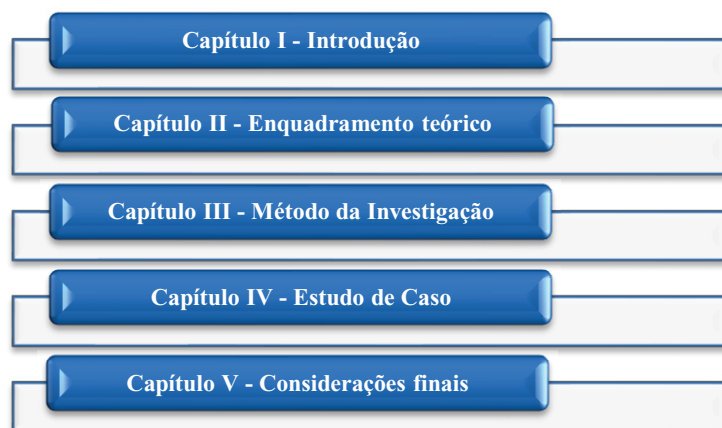 Capítulo I - Introdução
Capítulo II - Enquadramento teórico
Capítulo III - Método da Investigação
Capítulo IV - Estudo de Caso
Capítulo V - Considerações finais